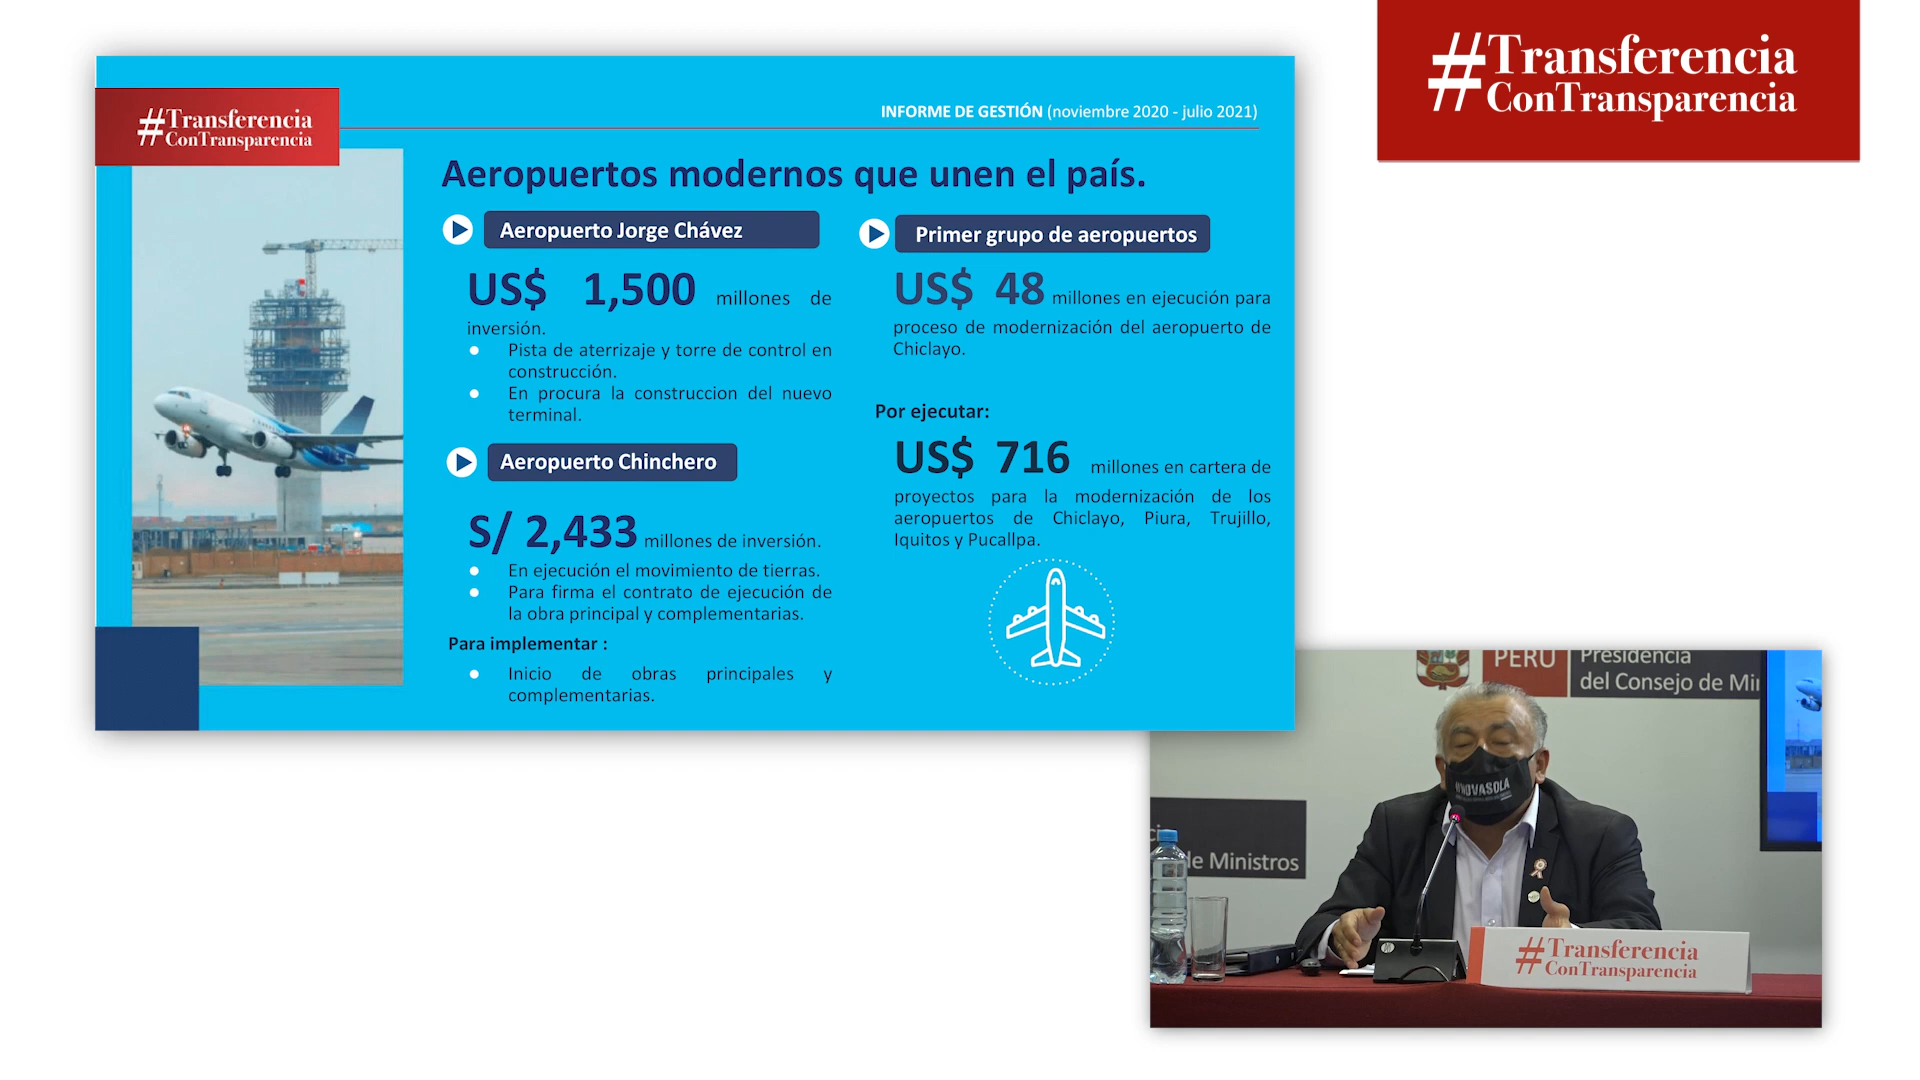 #Transferencia
ConTransparencia
#Transferencia
ConTransparencia
INFORME DE GESTIÓN (noviembre 2020 - julio 2021)
Aeropuertos modernos que unen el país.
Aeropuerto Jorge Chávez
US$ 1,500 millones de
inversión.
● Pista de aterrizaje y torre de control en
construcción.
● En procura la construccion del nuevo
terminal.
Aeropuerto Chinchero
S/ 2,433 millones de inversión.
● En ejecución el movimiento de tierras.
● Para firma el contrato de ejecución de
la obra principal y complementarias.
Para implementar :
● Inicio de obras principales y
complementarias.
Primer grupo de aeropuertos
US$ 48 millones en ejecución para
proceso de modernización del aeropuerto de
Chiclayo.
Por ejecutar:
US$ 716 millones en cartera de
proyectos para la modernización de los
aeropuertos de Chiclayo, Piura, Trujillo,
Iquitos y Pucallpa.
PERÚ
Presidencia
del Consejo de Mi
#NOVASOLA
de Ministros
#Transferencia
ConTransparencia